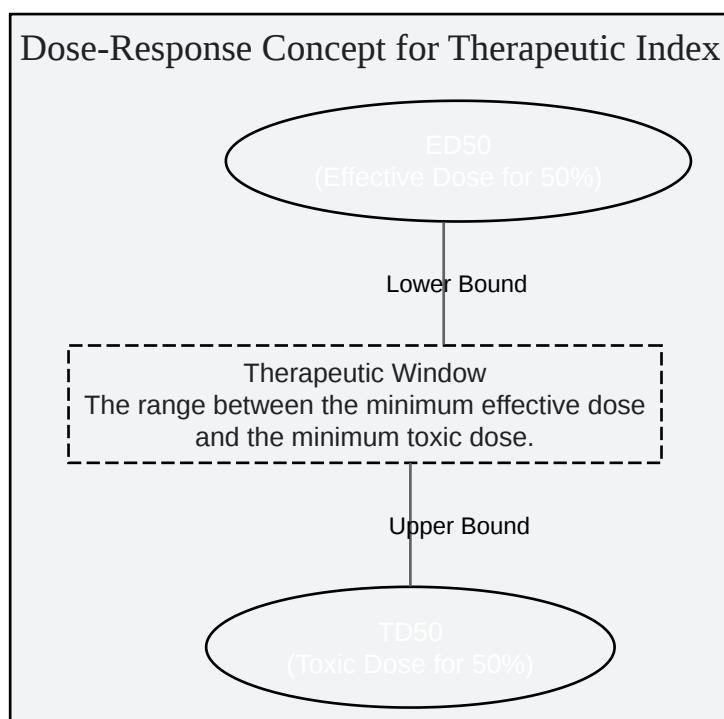 Dose-Response Concept for Therapeutic Index
ED50
(Effective Dose for 50%)
Lower Bound
Therapeutic Window
The range between the minimum effective dose
and the minimum toxic dose.
Upper Bound
TD50
(Toxic Dose for 50%)